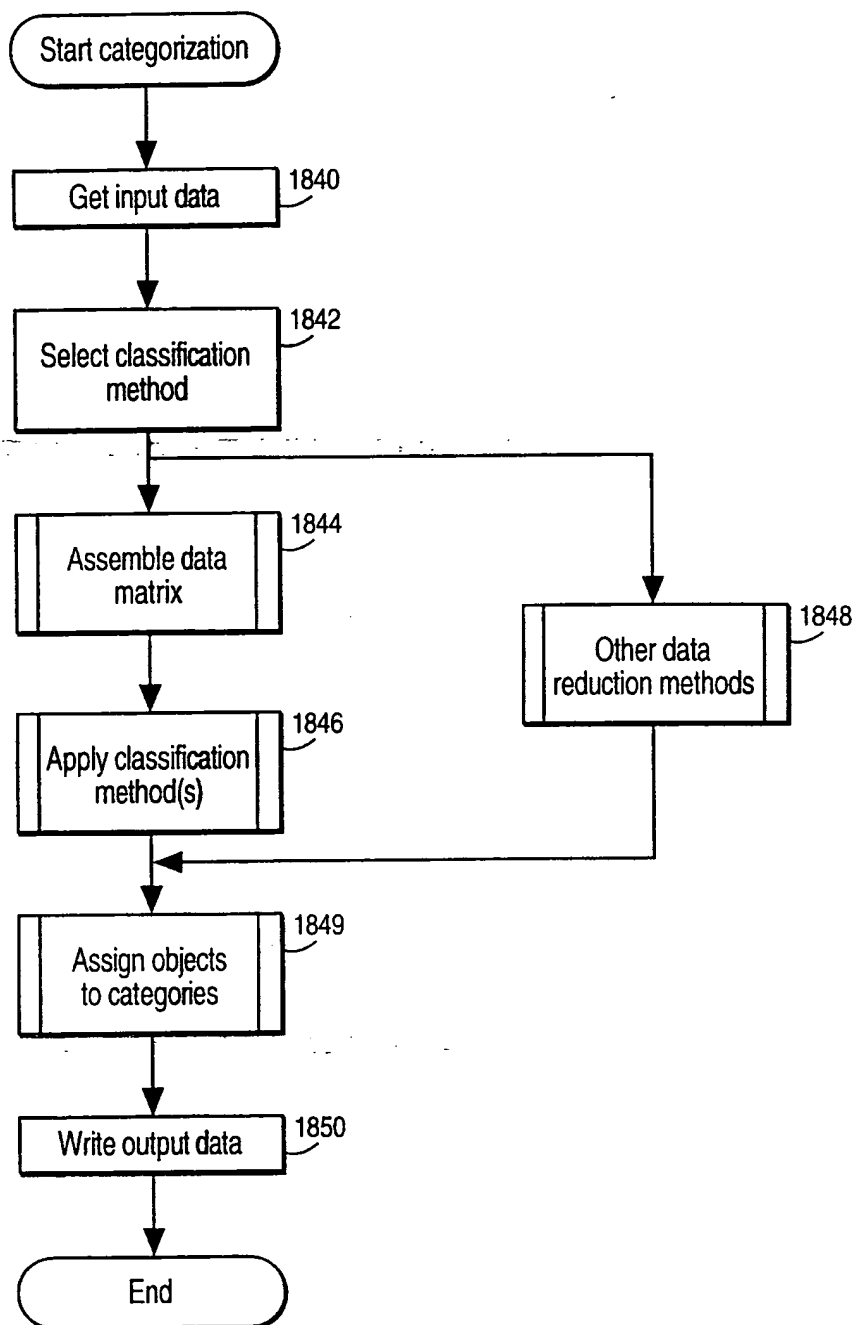 Start categorization
1840
Get input data
1842
Select classification
method
1844
Assemble data
matrix
1848
Other data
reduction methods
1846
Apply classification
method(s)
1849
Assign objects
to categories
1850
Write output data
End